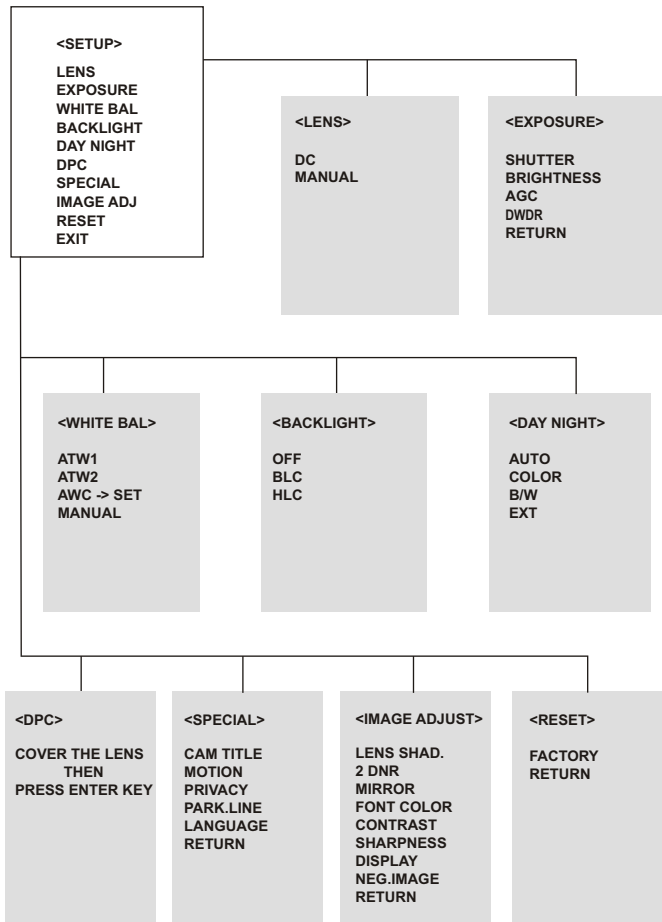 <SETUP>
LENS
EXPOSURE
WHITE BAL
BACKLIGHT
DAY NIGHT
DPC
SPECIAL
IMAGE ADJ
RESET
EXIT
<LENS>
DC
MANUAL
<EXPOSURE>
SHUTTER
BRIGHTNESS
AGC
DWDR
RETURN
<WHITE BAL>
ATW1
ATW2
AWC -> SET
MANUAL
<BACKLIGHT>
OFF
BLC
HLC
<DAY NIGHT>
AUTO
COLOR
B/W
EXT
<DPC>
COVER THE LENS
THEN
PRESS ENTER KEY
<SPECIAL>
CAM TITLE
MOTION
PRIVACY
PARK.LINE
LANGUAGE
RETURN
<IMAGE ADJUST>
LENS SHAD.
2 DNR
MIRROR
FONT COLOR
CONTRAST
SHARPNESS
DISPLAY
NEG.IMAGE
RETURN
<RESET>
FACTORY
RETURN